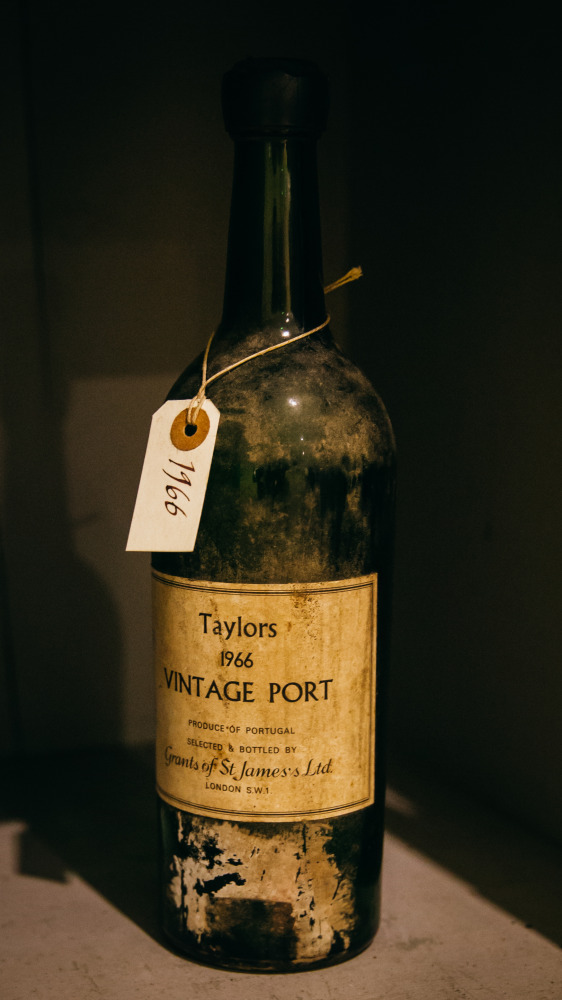 1966
Taylors
1966
VINTAGE PORT
PRODUCE OF PORTUGAL
SELECTED & BOTTLED BY
Grants of St James's Ltd.
LONDON S.W.1